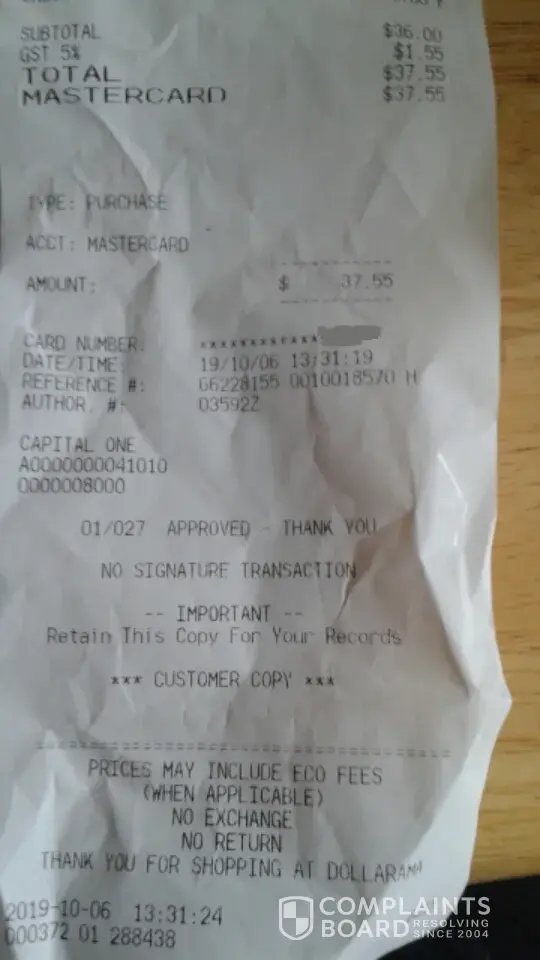 SUBTOTAL $36.00
GST 5% $1.55
TOTAL $37.55
MASTERCARD $37.55
TYPE: PURCHASE
ACCT: MASTERCARD
AMOUNT: $ 37.55
CARD NUMBER: ************
DATE/TIME: 19/10/06 13:31:19
REFERENCE #: 66228155 0010018570 H
AUTHOR. #: 03592Z
CAPITAL ONE
A0000000041010
0000008000
01/027 APPROVED - THANK YOU
NO SIGNATURE TRANSACTION
-- IMPORTANT --
Retain This Copy For Your Records
*** CUSTOMER COPY ***
PRICES MAY INCLUDE ECO FEES
(WHEN APPLICABLE)
NO EXCHANGE
NO RETURN
THANK YOU FOR SHOPPING AT DOLLARAMA
2019-10-06 13:31:24
000372 01 288438
COMPLAINTS
BOARD RESOLVING
SINCE 2004